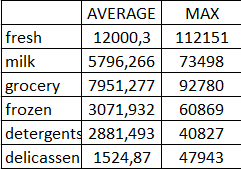 AVERAGE MAX
fresh 12000,3 112151
milk 5796,266 73498
grocery 7951,277 92780
frozen 3071,932 60869
detergents 2881,493 40827
delicassen 1524,87 47943